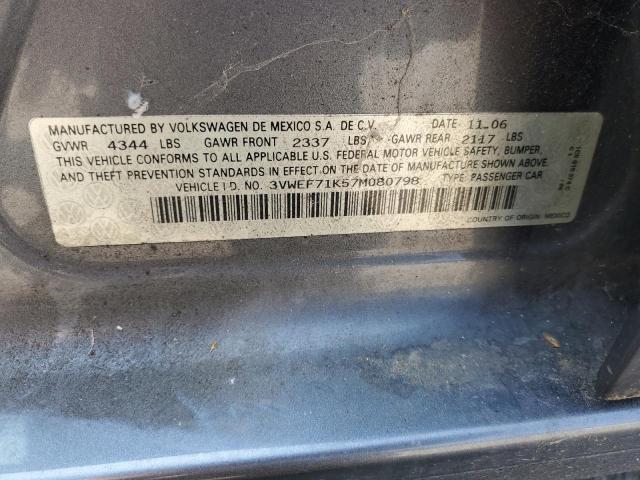 MANUFACTURED BY VOLKSWAGEN DE MEXICO S.A. DE C.V. DATE 11.06
GVWR 4344 LBS GAWR FRONT 2337 LBS GAWR REAR 2117 LBS
THIS VEHICLE CONFORMS TO ALL APPLICABLE U.S. FEDERAL MOTOR VEHICLE SAFETY, BUMPER,
AND THEFT PREVENTION STANDARDS IN EFFECT ON THE DATE OF MANUFACTURE SHOWN ABOVE.
VEHICLE I.D. NO. 3VWEF71K57M080798 TYPE: PASSENGER CAR
COUNTRY OF ORIGIN: MEXICO